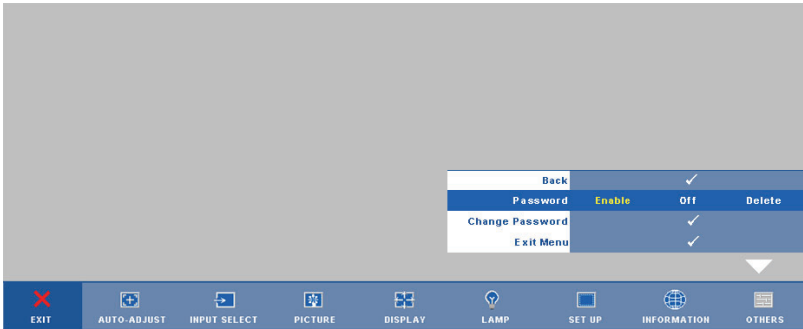 Back
Password Enable Off Delete
Change Password
Exit Menu
EXIT AUTO-ADJUST INPUT SELECT PICTURE DISPLAY LAMP SET UP INFORMATION OTHERS